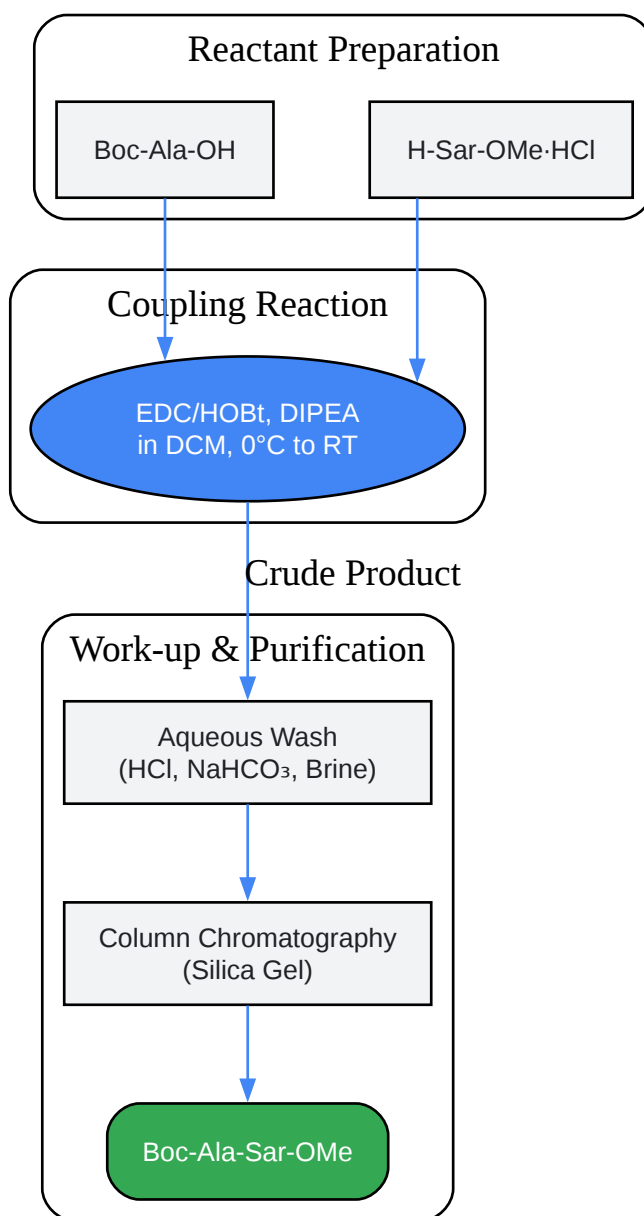 Reactant Preparation
Boc-Ala-OH
H-Sar-OMe·HCl
Coupling Reaction
EDC/HOBt, DIPEA
in DCM, 0°C to RT
Crude Product
Work-up & Purification
Aqueous Wash
(HCl, NaHCO₃, Brine)
Column Chromatography
(Silica Gel)
Boc-Ala-Sar-OMe